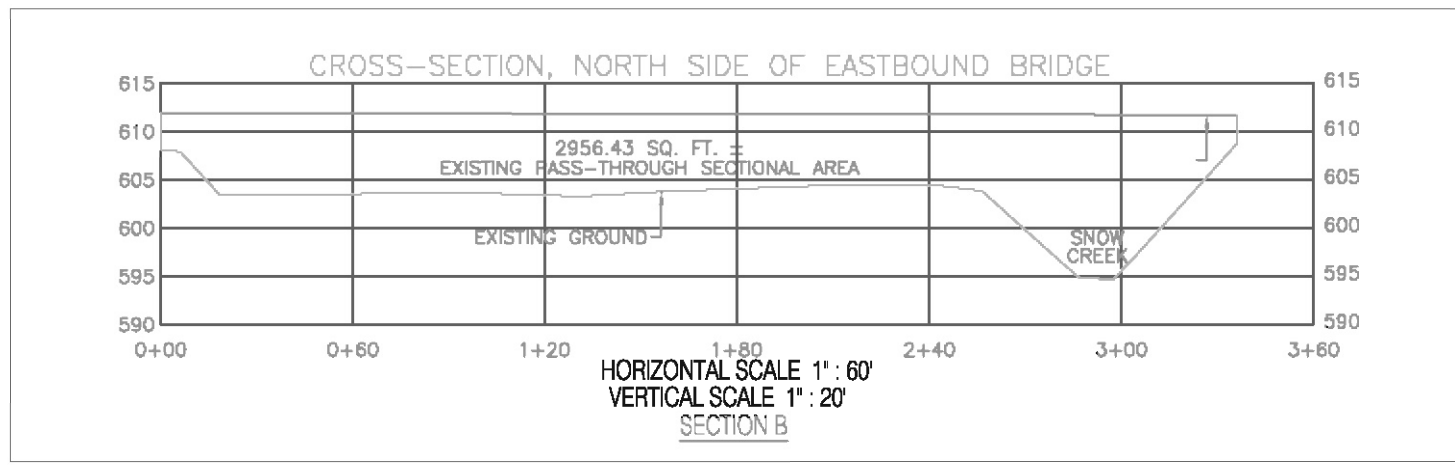 CROSS-SECTION, NORTH SIDE OF EASTBOUND BRIDGE
615 615
610 610
2956.43 SQ. FT. ±
EXISTING PASS-THROUGH SECTIONAL AREA
605 605
600 600
EXISTING GROUND
SNOW
CREEK
595 595
590 590
0+00 0+60 1+20 1+80 2+40 3+00 3+60
HORIZONTAL SCALE 1" : 60'
VERTICAL SCALE 1" : 20'
SECTION B